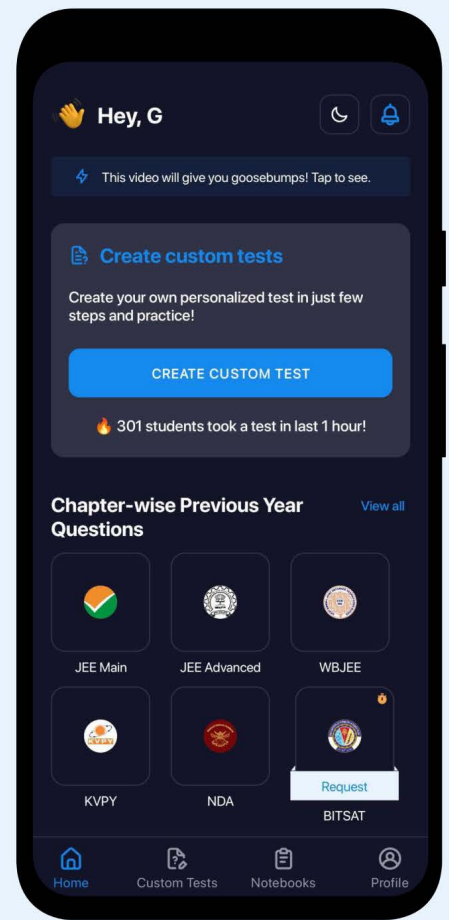 Hey, G
This video will give you goosebumps! Tap to see.
Create custom tests
Create your own personalized test in just few
steps and practice!
CREATE CUSTOM TEST
301 students took a test in last 1 hour!
Chapter-wise Previous Year
Questions
View all
JEE Main
JEE Advanced
WBJEE
KVPY
KVPY
NDA
Request
BITSAT
Home
Custom Tests
Notebooks
Profile